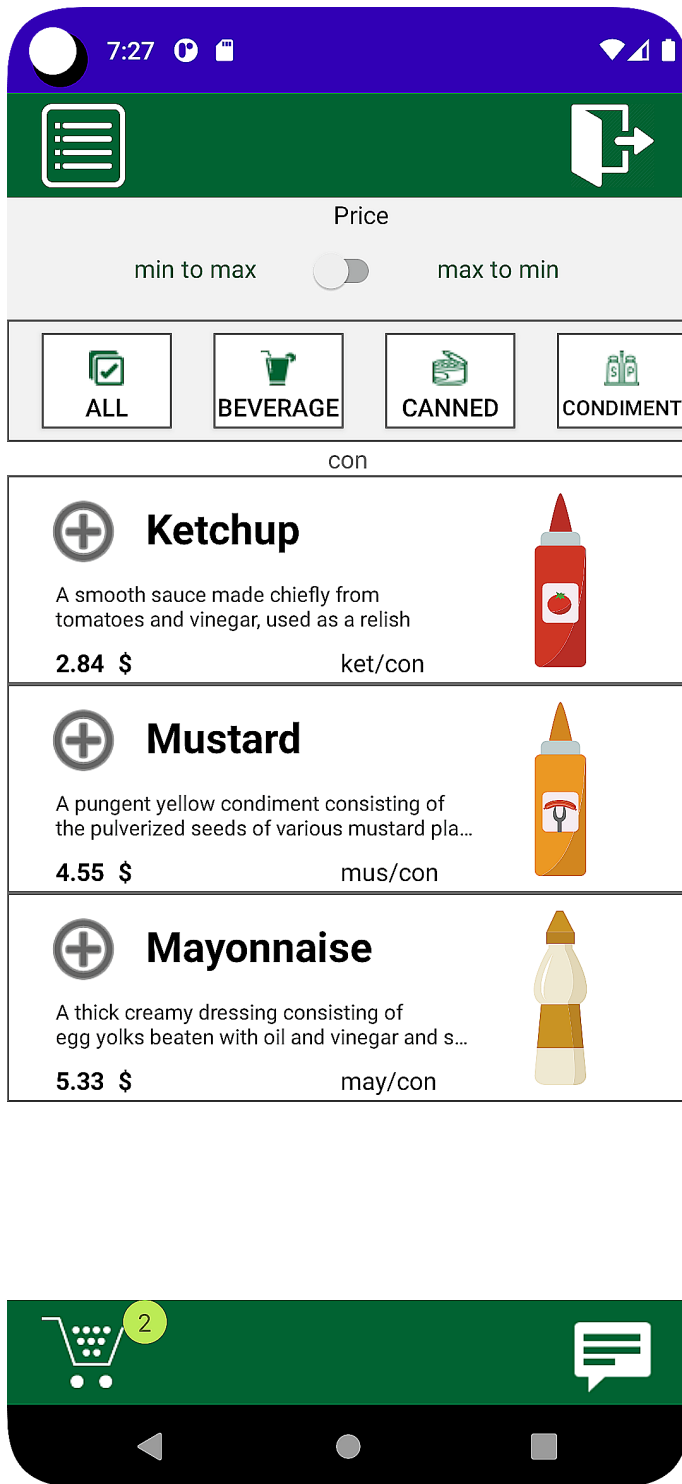 7:27
Price
min to max
max to min
ALL
BEVERAGE
CANNED
CONDIMENT
S P
con
Ketchup
A smooth sauce made chiefly from
tomatoes and vinegar, used as a relish
2.84 $
ket/con
Mustard
A pungent yellow condiment consisting of
the pulverized seeds of various mustard pla...
4.55 $
mus/con
Mayonnaise
A thick creamy dressing consisting of
egg yolks beaten with oil and vinegar and s...
5.33 $
may/con
2